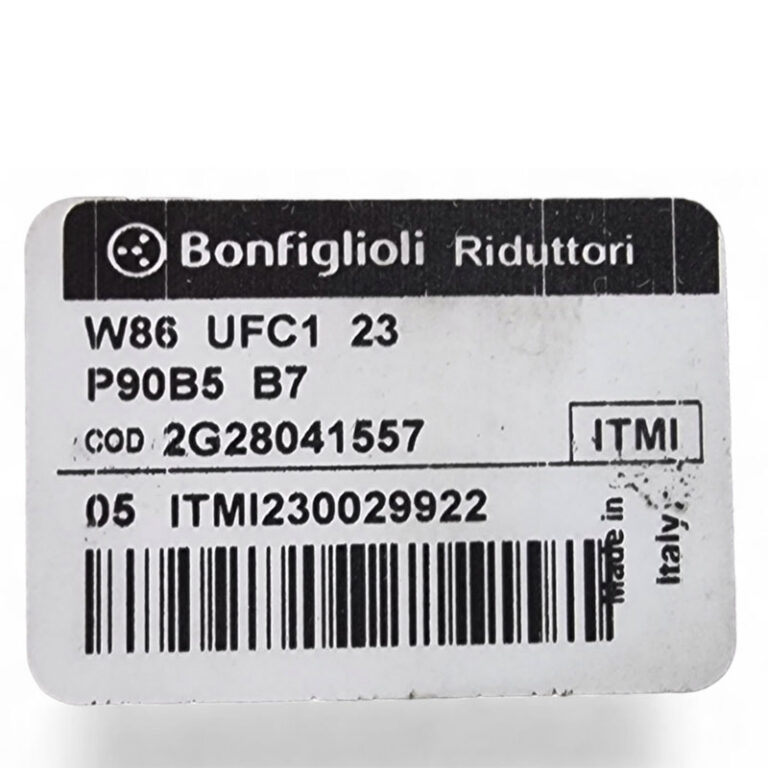 Bonfiglioli Riduttori
W86 UFC1 23
P90B5 B7
COD 2G28041557
ITMI
05 ITMI230029922
Made in
Italy